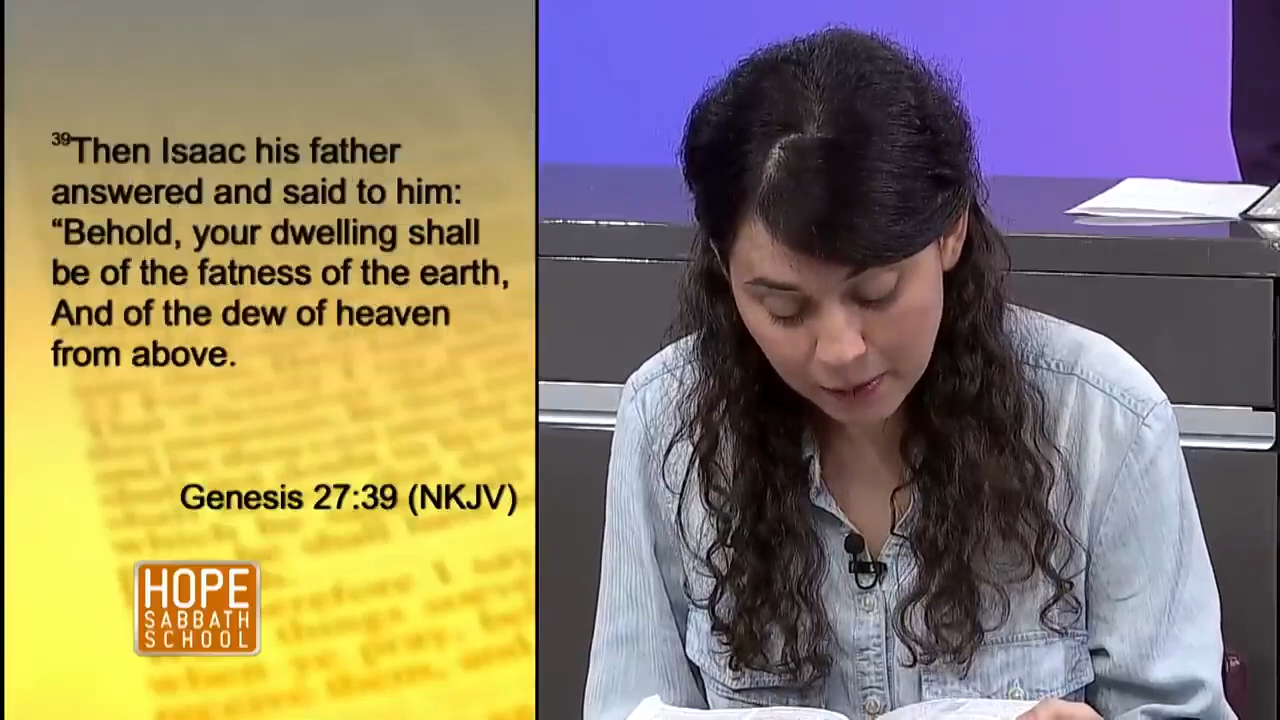 ³⁹Then Isaac his father
answered and said to him:
“Behold, your dwelling shall
be of the fatness of the earth,
And of the dew of heaven
from above.
Genesis 27:39 (NKJV)
HOPE
SABBATH
SCHOOL